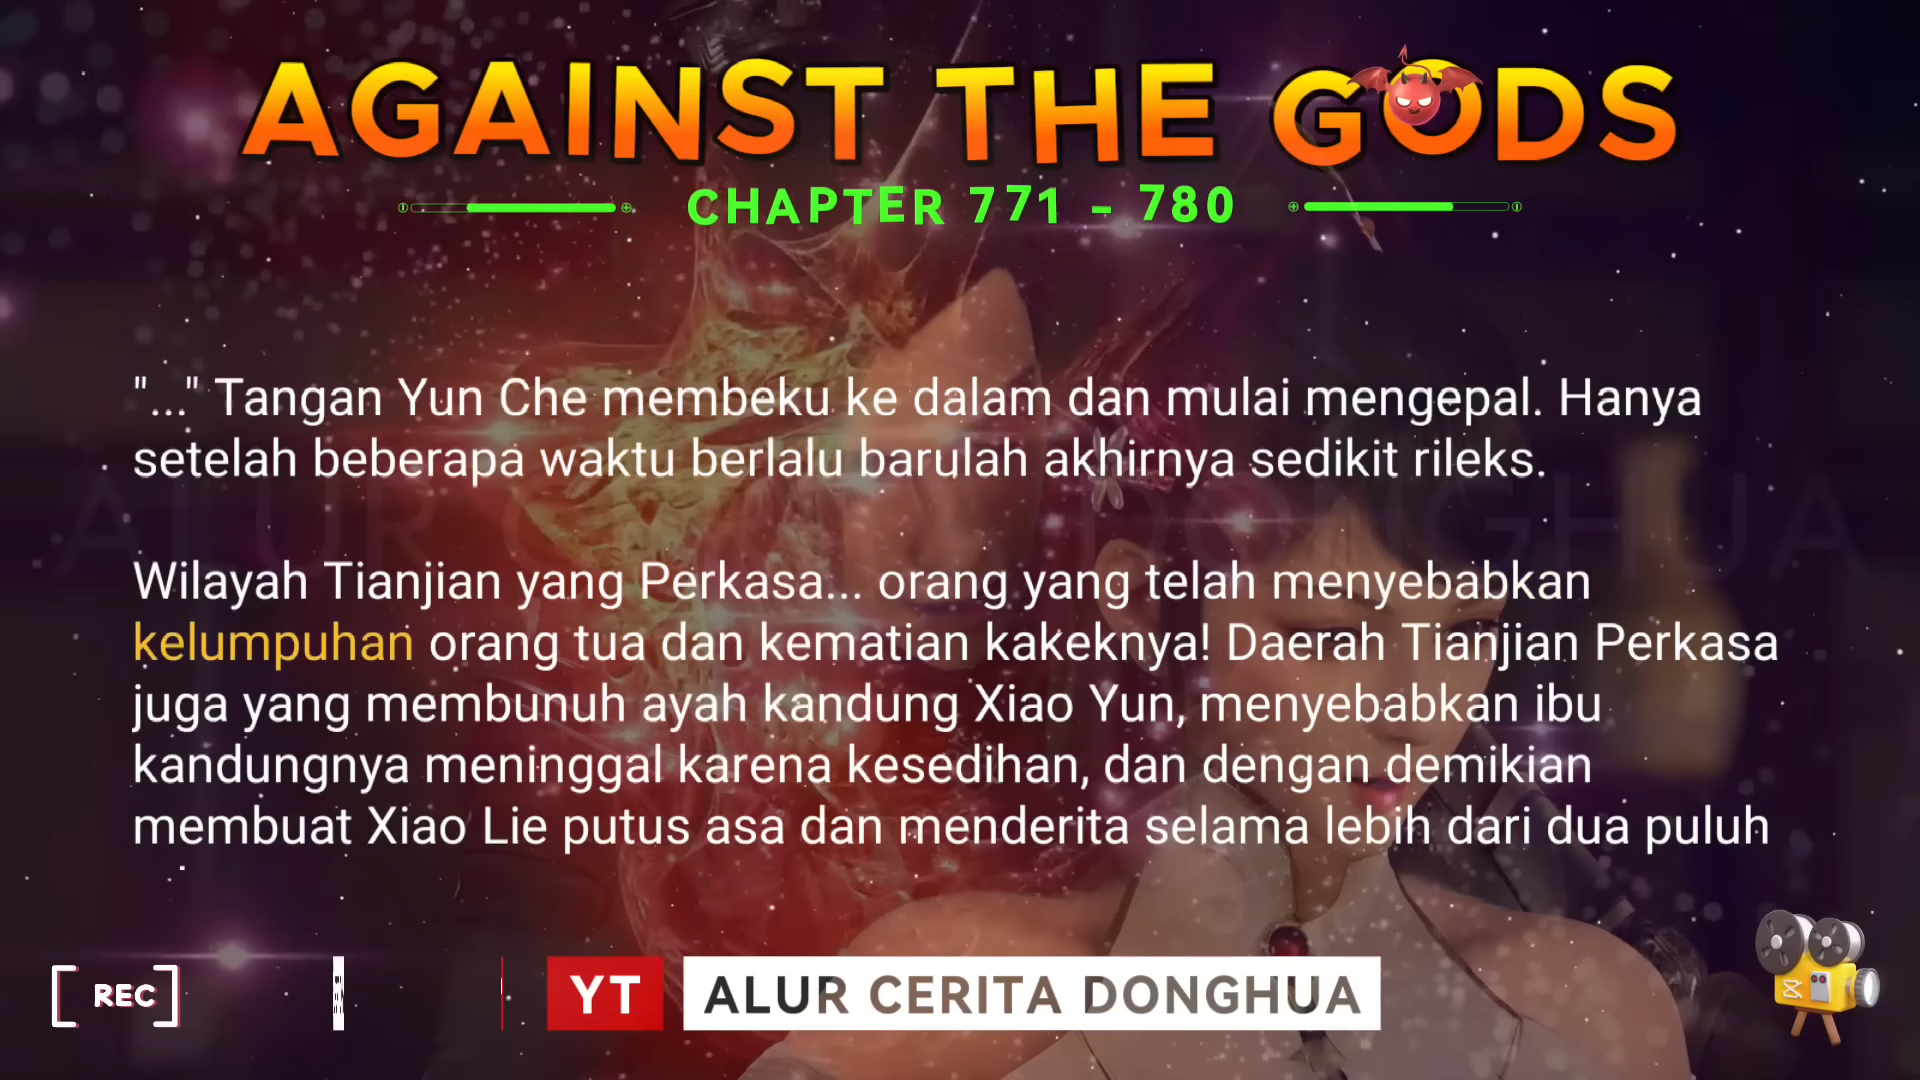 AGAINST THE GODS
CHAPTER 771 - 780
"..." Tangan Yun Che membeku ke dalam dan mulai mengepal. Hanya
setelah beberapa waktu berlalu barulah akhirnya sedikit rileks.
ALUR CERITA DONGHUA
Wilayah Tianjian yang Perkasa... orang yang telah menyebabkan
kelumpuhan orang tua dan kematian kakeknya! Daerah Tianjian Perkasa
juga yang membunuh ayah kandung Xiao Yun, menyebabkan ibu
kandungnya meninggal karena kesedihan, dan dengan demikian
membuat Xiao Lie putus asa dan menderita selama lebih dari dua puluh
REC
YT ALUR CERITA DONGHUA